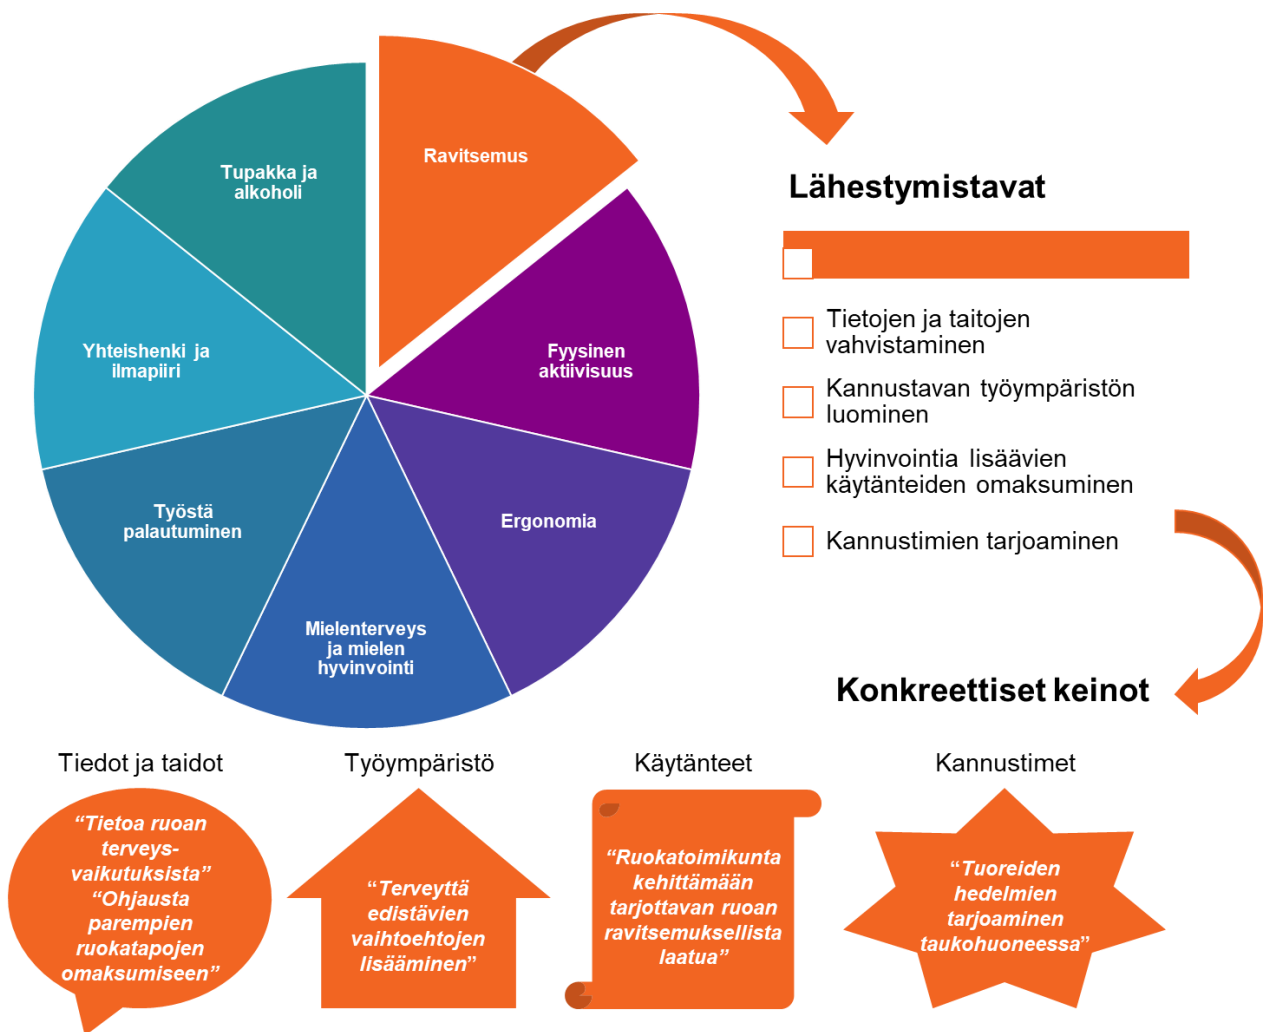 Ravitsemus
Tupakka ja
alkoholi
Yhteishenki ja
ilmapiiri
Fyysinen
aktiivisuus
Työstä
palautuminen
Ergonomia
Mielenterveys
ja mielen
hyvinvointi
Lähestymistavat
Tietojen ja taitojen
vahvistaminen
Kannustavan työympäristön
luominen
Hyvinvointia lisäävien
käytänteiden omaksuminen
Kannustimien tarjoaminen
Konkreettiset keinot
Tiedot ja taidot
“Tietoa ruoan
terveys-
vaikutuksista”
“Ohjausta
parempien
ruokatapojen
omaksumiseen”
Työympäristö
“Terveyttä
edistävien
vaihtoehtojen
lisääminen”
Käytänteet
“Ruokatoimikunta
kehittämään
tarjottavan ruoan
ravitsemuksellista
laatua”
Kannustimet
“Tuoreiden
hedelmien
tarjoaminen
taukohuoneessa”